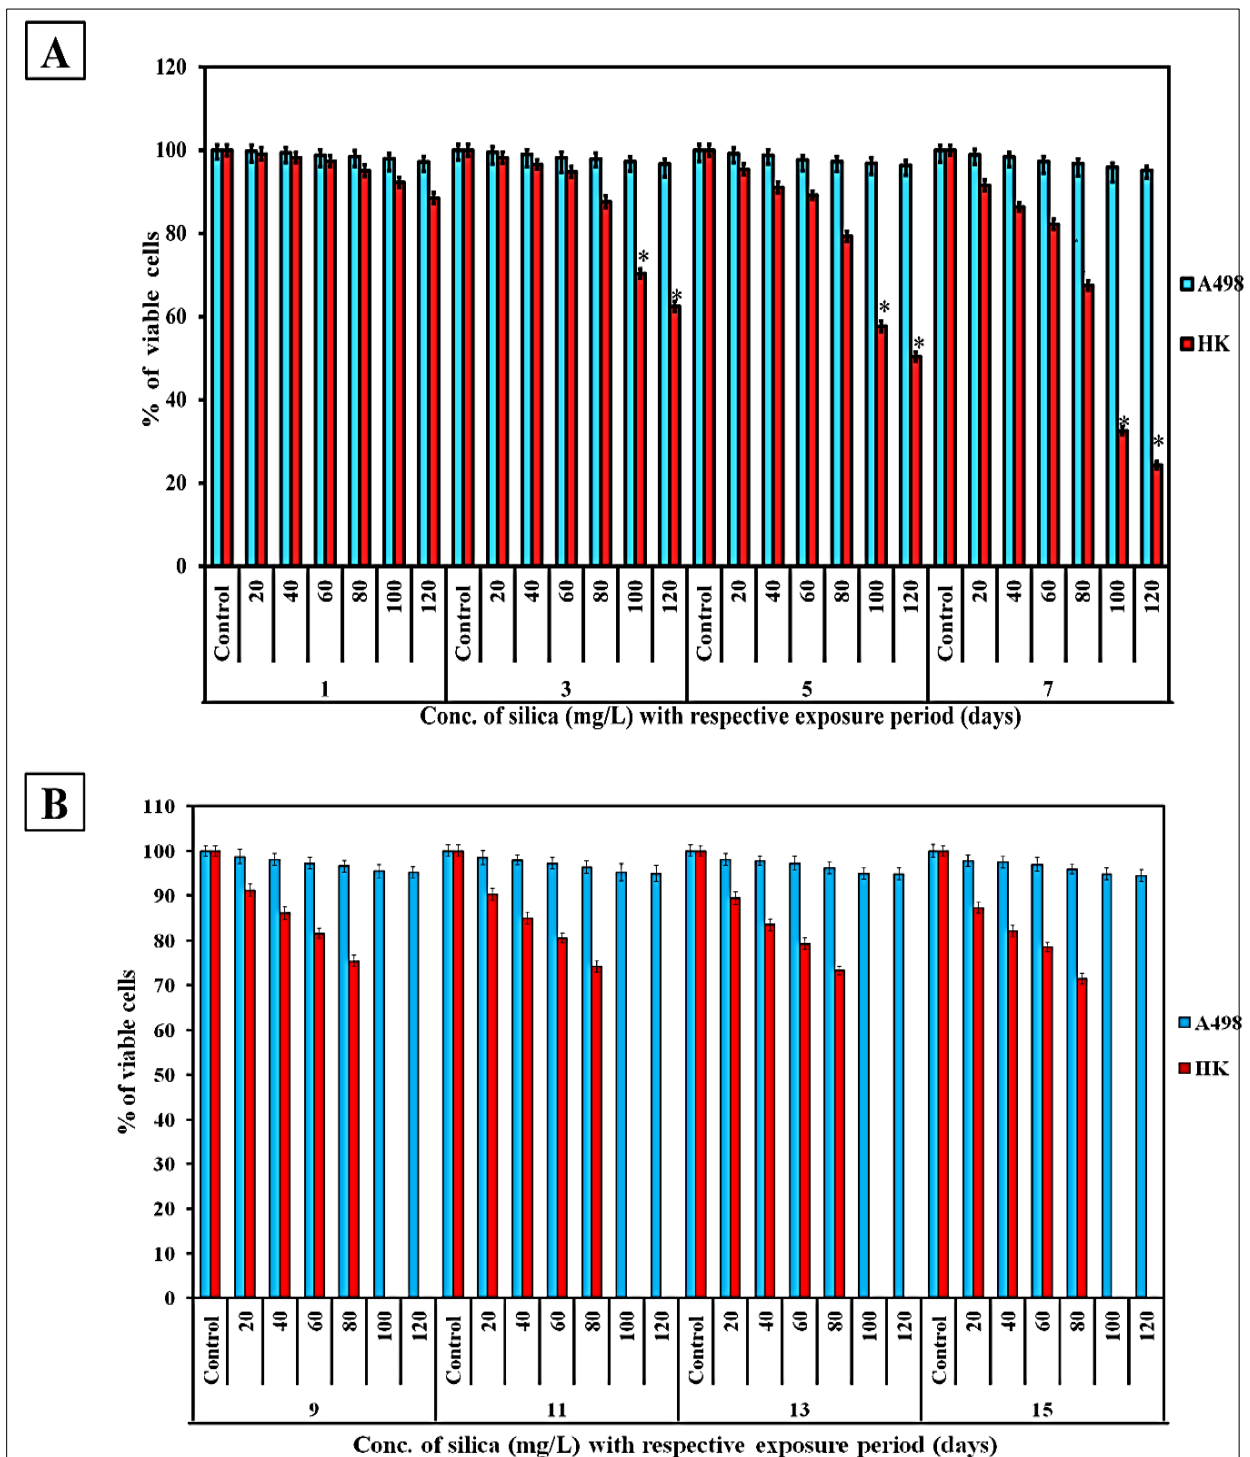 A
120
100
80
60
40
20
0
% of viable cells
* * * * * *
A498
HK
Control 20 40 60 80 100 120 Control 20 40 60 80 100 120 Control 20 40 60 80 100 120 Control 20 40 60 80 100 120
1 3 5 7
Conc. of silica (mg/L) with respective exposure period (days)
B
110
100
90
80
70
60
50
40
30
20
10
0
% of viable cells
A498
HK
Control 20 40 60 80 100 120 Control 20 40 60 80 100 120 Control 20 40 60 80 100 120 Control 20 40 60 80 100 120
9 11 13 15
Conc. of silica (mg/L) with respective exposure period (days)